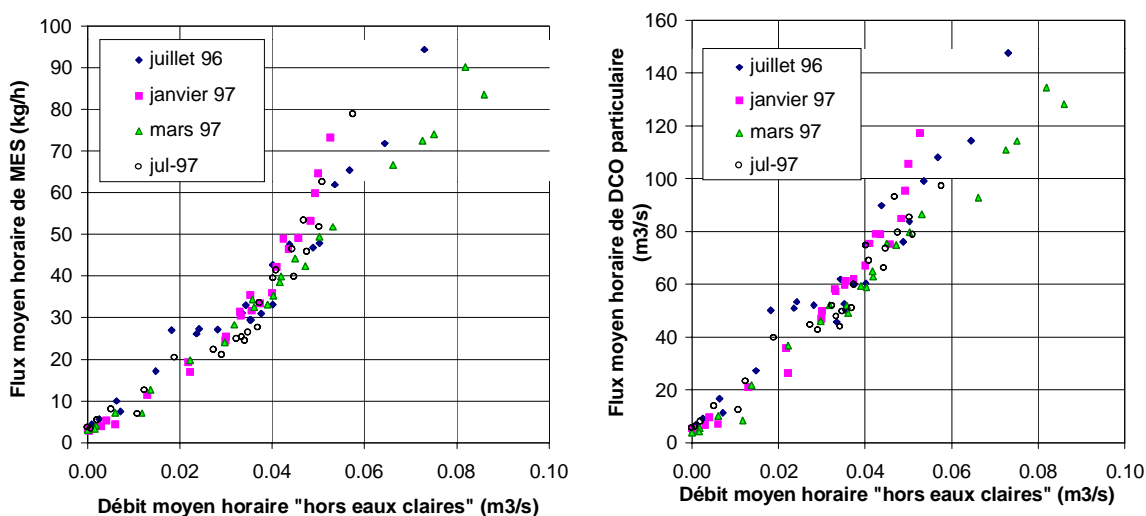 100
90
80
70
60
50
40
30
20
10
0
0.00 0.02 0.04 0.06 0.08 0.10
Flux moyen horaire de MES (kg/h)
Débit moyen horaire "hors eaux claires" (m3/s)
juillet 96
janvier 97
mars 97
jul-97
160
140
120
100
80
60
40
20
0
0.00 0.02 0.04 0.06 0.08 0.10
Flux moyen horaire de DCO particulaire
(m3/s)
Débit moyen horaire "hors eaux claires" (m3/s)
juillet 96
janvier 97
mars 97
jul-97